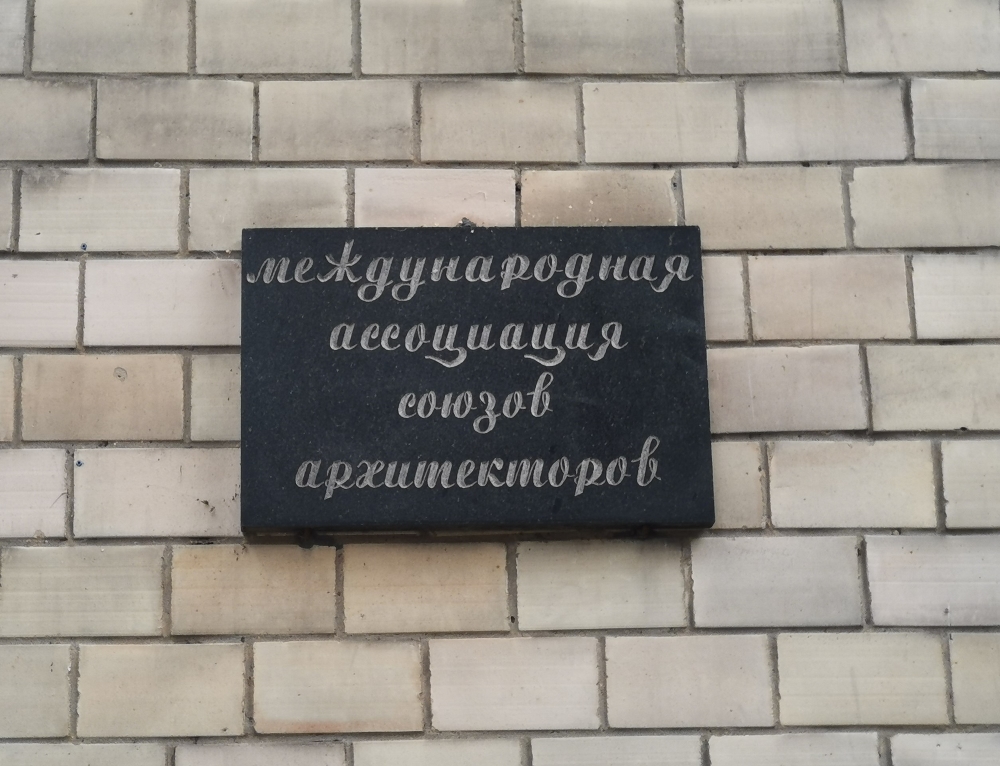 международная
ассоциация
союзов
архитекторов